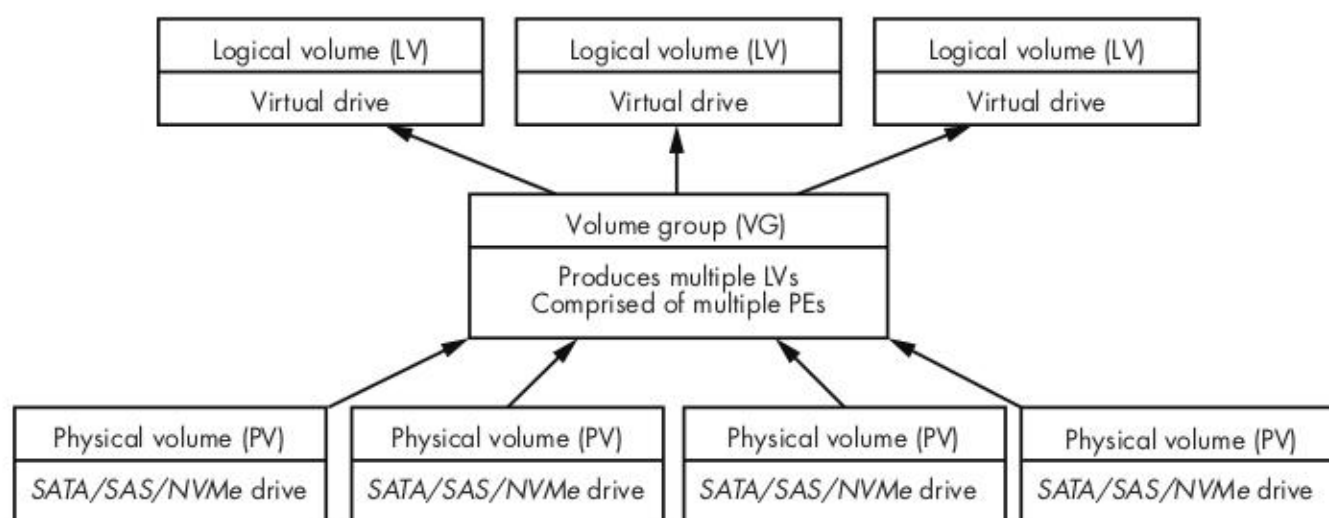 Logical volume (LV)
Virtual drive
Logical volume (LV)
Virtual drive
Logical volume (LV)
Virtual drive
Volume group (VG)
Produces multiple LVs
Comprised of multiple PEs
Physical volume (PV)
SATA/SAS/NVMe drive
Physical volume (PV)
SATA/SAS/NVMe drive
Physical volume (PV)
SATA/SAS/NVMe drive
Physical volume (PV)
SATA/SAS/NVMe drive